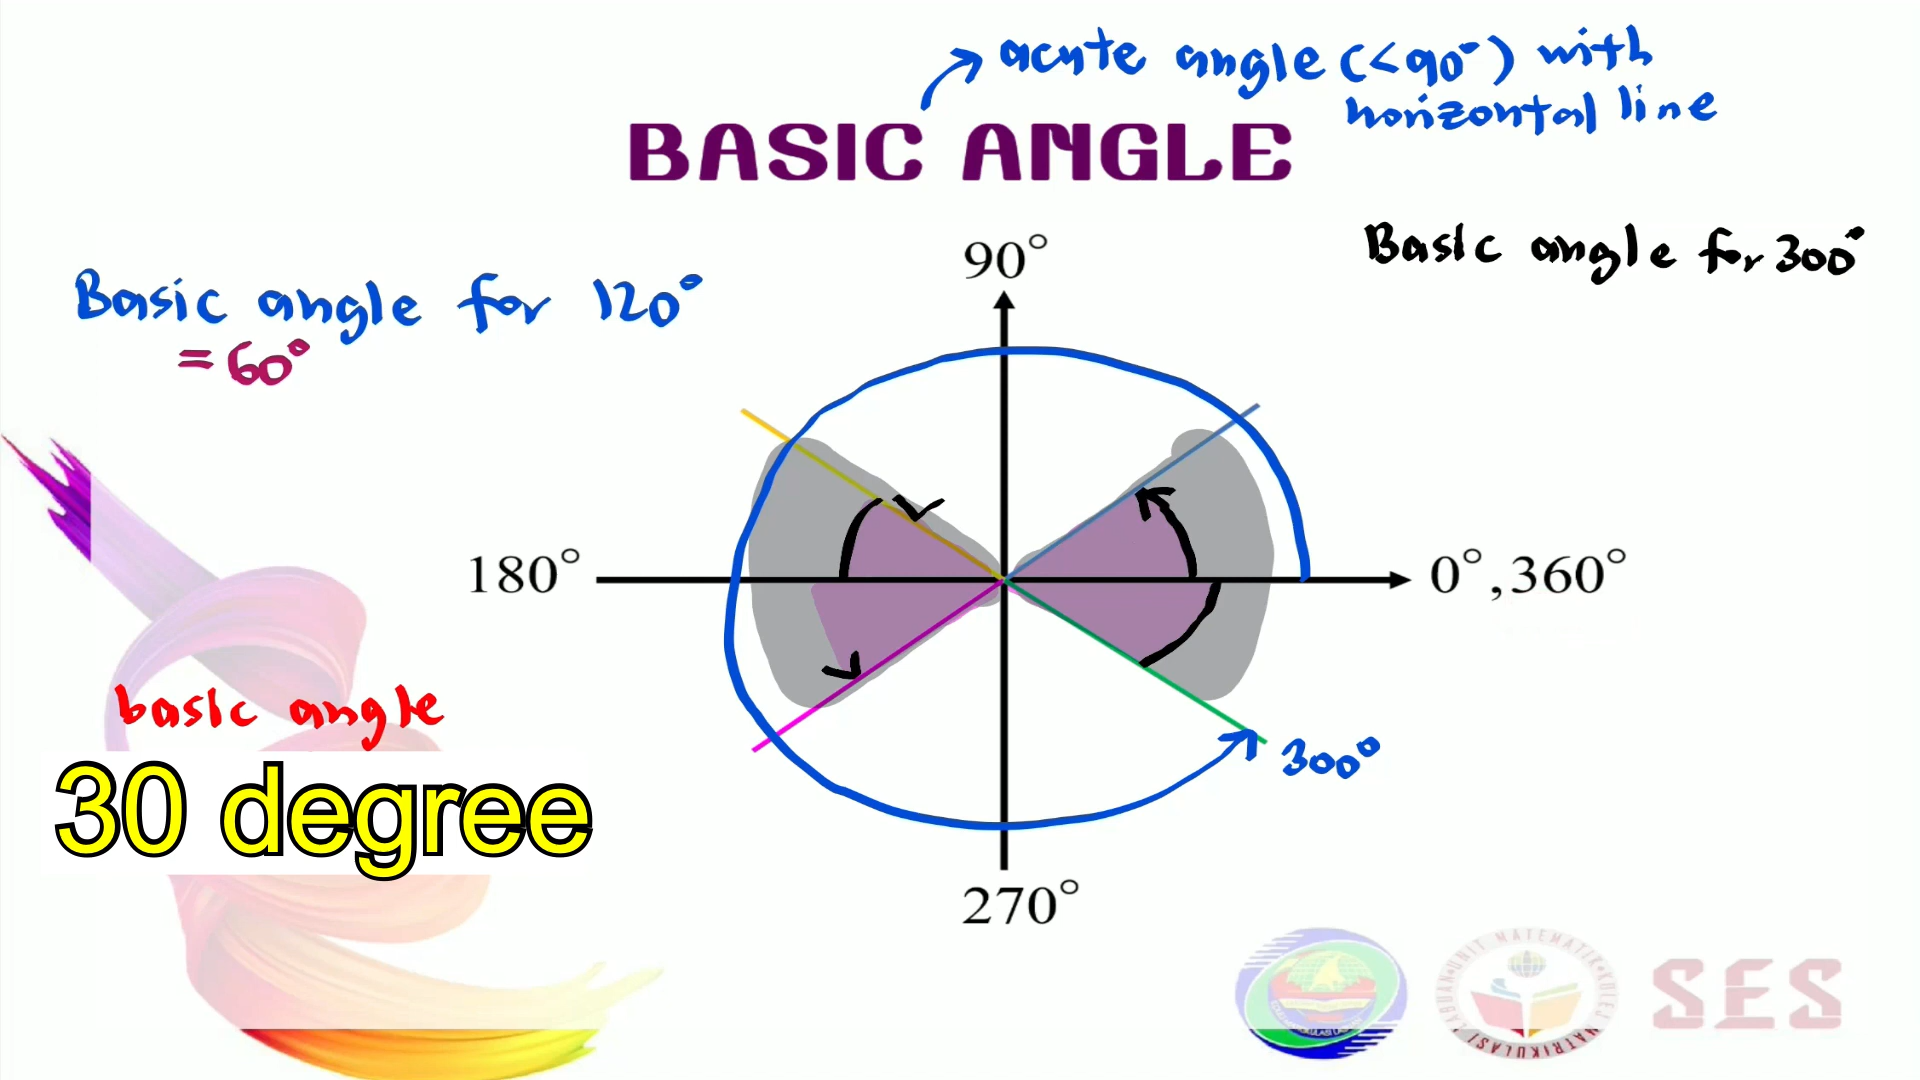 acute angle (<90°) with
horizontal line
BASIC ANGLE
Basic angle for 300°
90°
Basic angle for 120°
= 60°
180°
0°,360°
basic angle
30 degree
300°
270°
SES